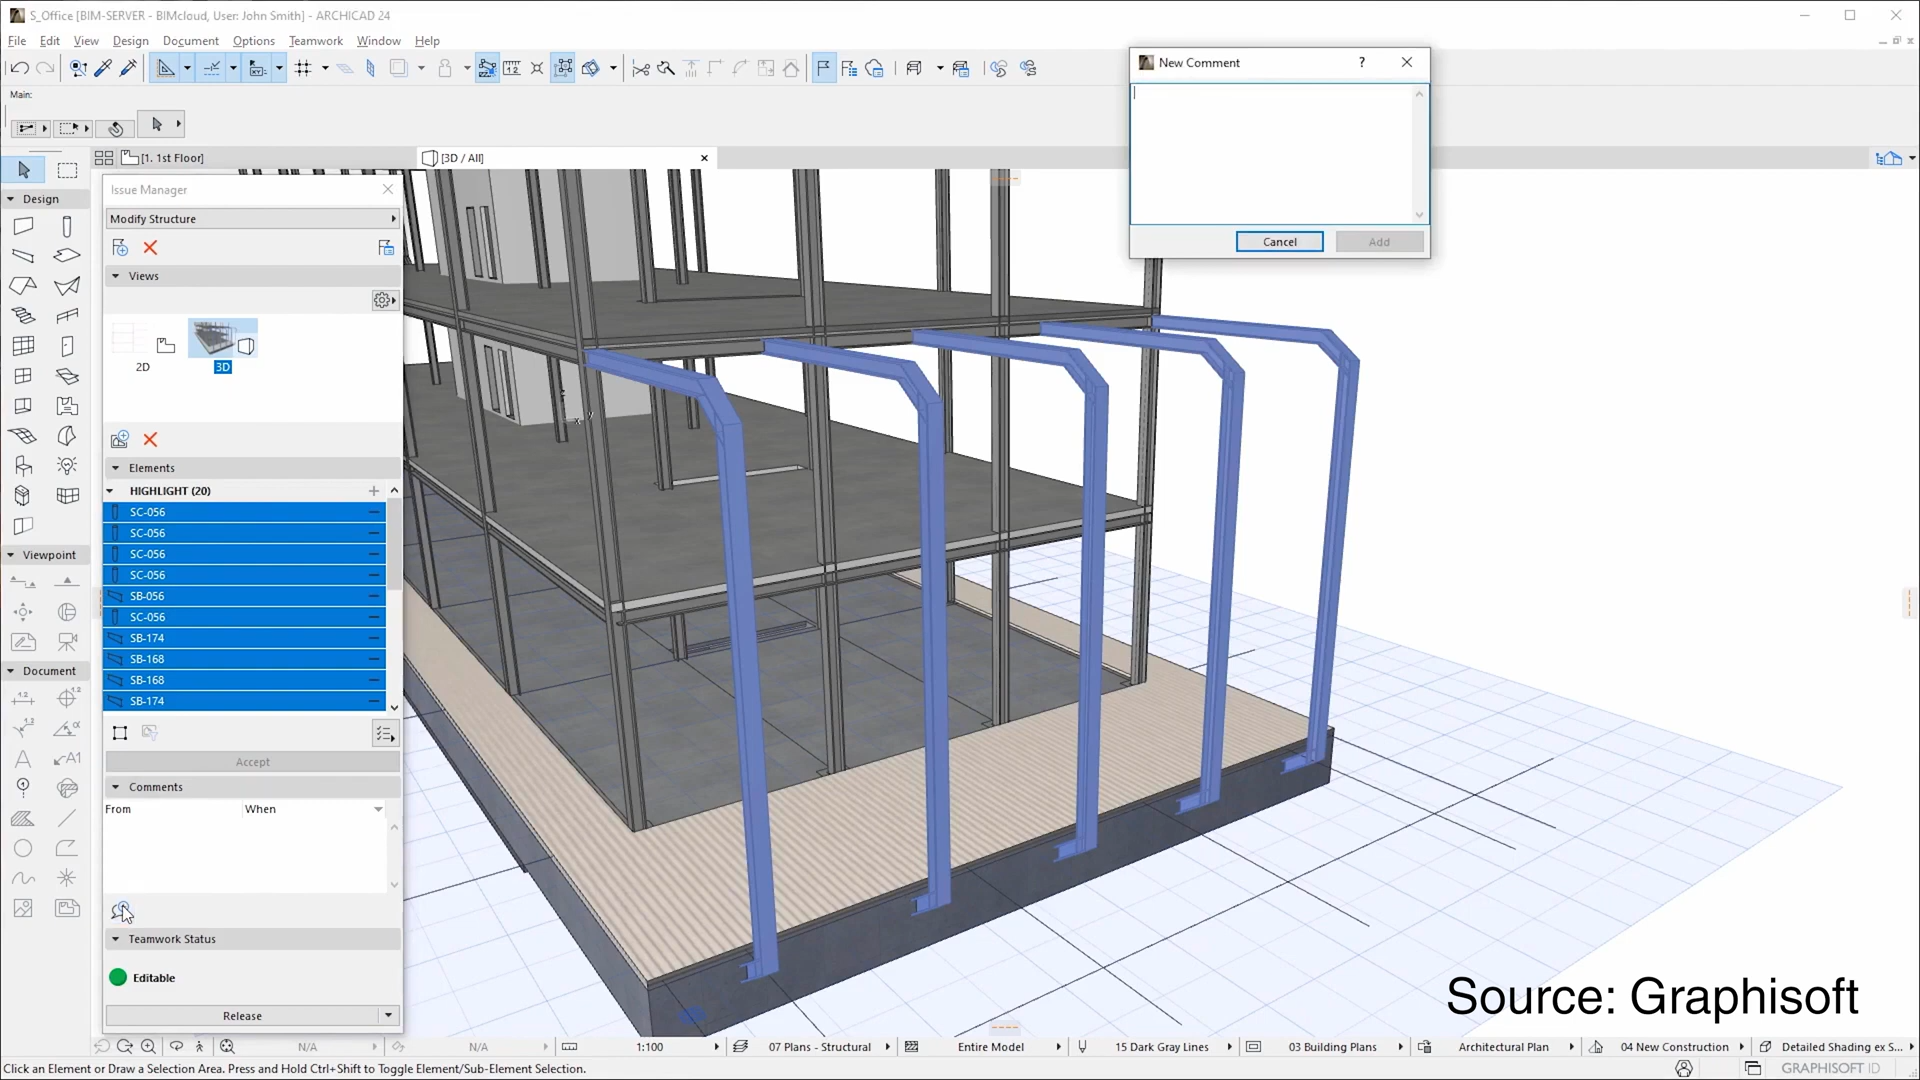 S_Office [BIM-SERVER - BIMcloud, User: John Smith] - ARCHICAD 24
File Edit View Design Document Options Teamwork Window Help
Main:
[1. 1st Floor]
[3D / All]
New Comment
?
Cancel
Add
Design
Viewpoint
Document
Issue Manager
Modify Structure
Views
2D
3D
Elements
HIGHLIGHT (20)
SC-056
SC-056
SC-056
SC-056
SB-056
SC-056
SB-174
SB-168
SB-168
SB-174
Accept
Comments
From When
Teamwork Status
Editable
Release
Source: Graphisoft
N/A
N/A
1:100
07 Plans - Structural
Entire Model
15 Dark Gray Lines
03 Building Plans
Architectural Plan
04 New Construction
Detailed Shading ex S...
Click an Element or Draw a Selection Area. Press and Hold Ctrl+Shift to Toggle Element/Sub-Element Selection.
GRAPHISOFT ID